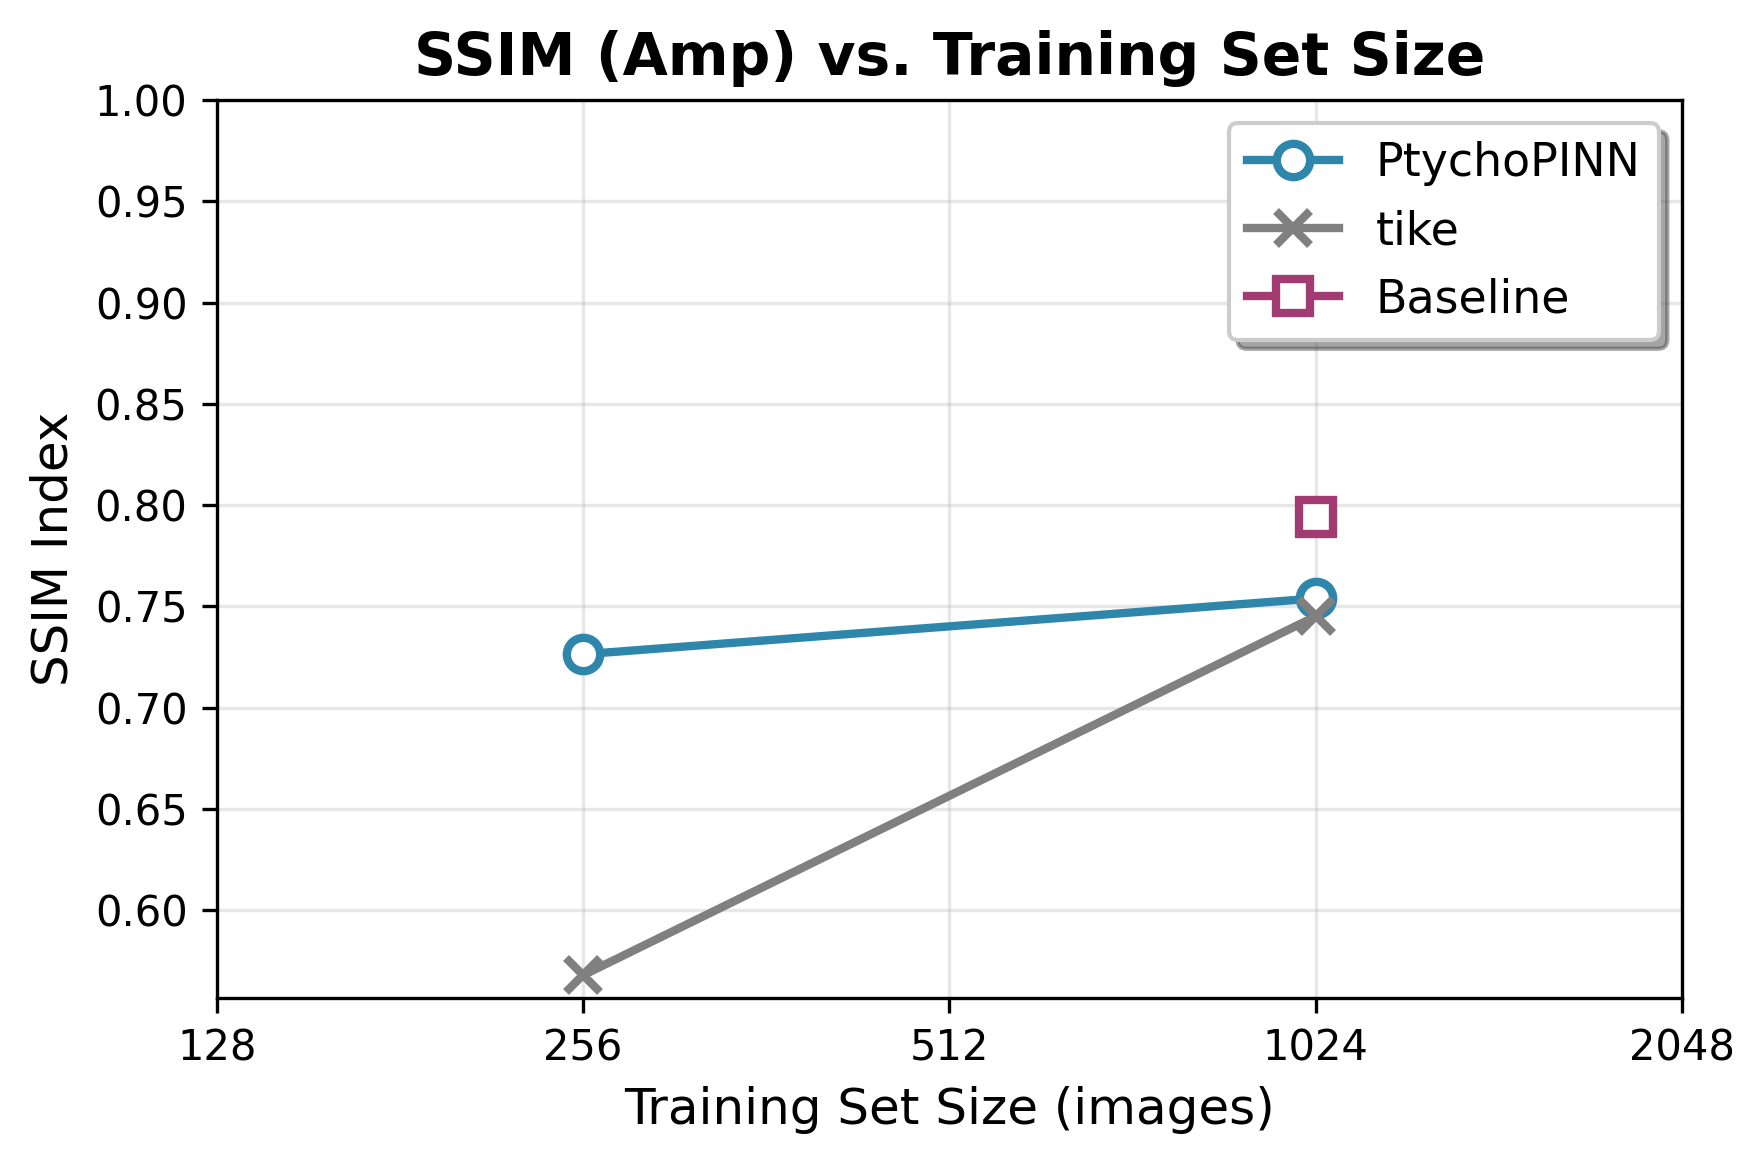 SSIM (Amp) vs. Training Set Size
1.00
0.95
0.90
0.85
0.80
0.75
0.70
0.65
0.60
SSIM Index
PtychoPINN
tike
Baseline
128 256 512 1024 2048
Training Set Size (images)